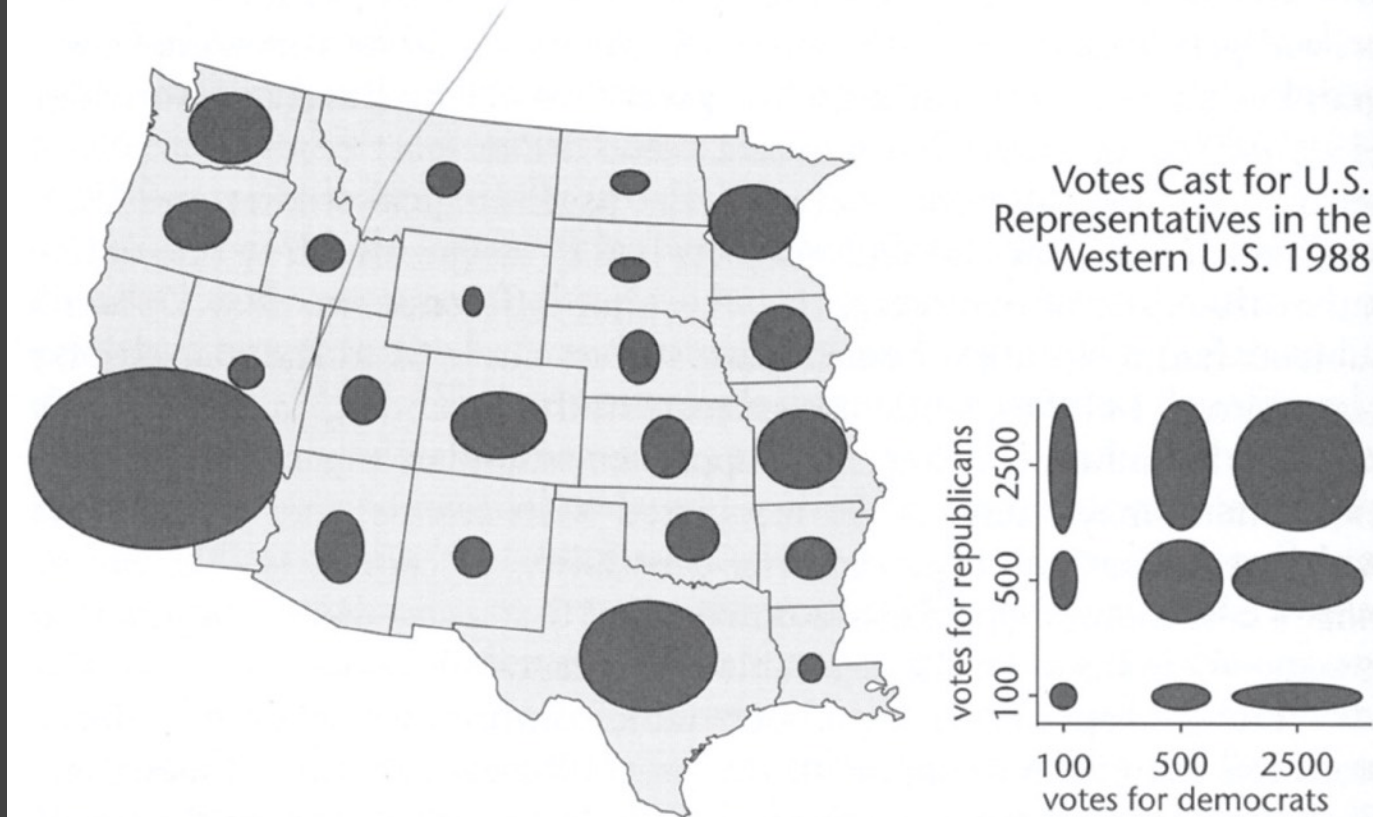 Votes Cast for U.S.
Representatives in the
Western U.S. 1988
votes for republicans
2500
500
100
100 500 2500
votes for democrats